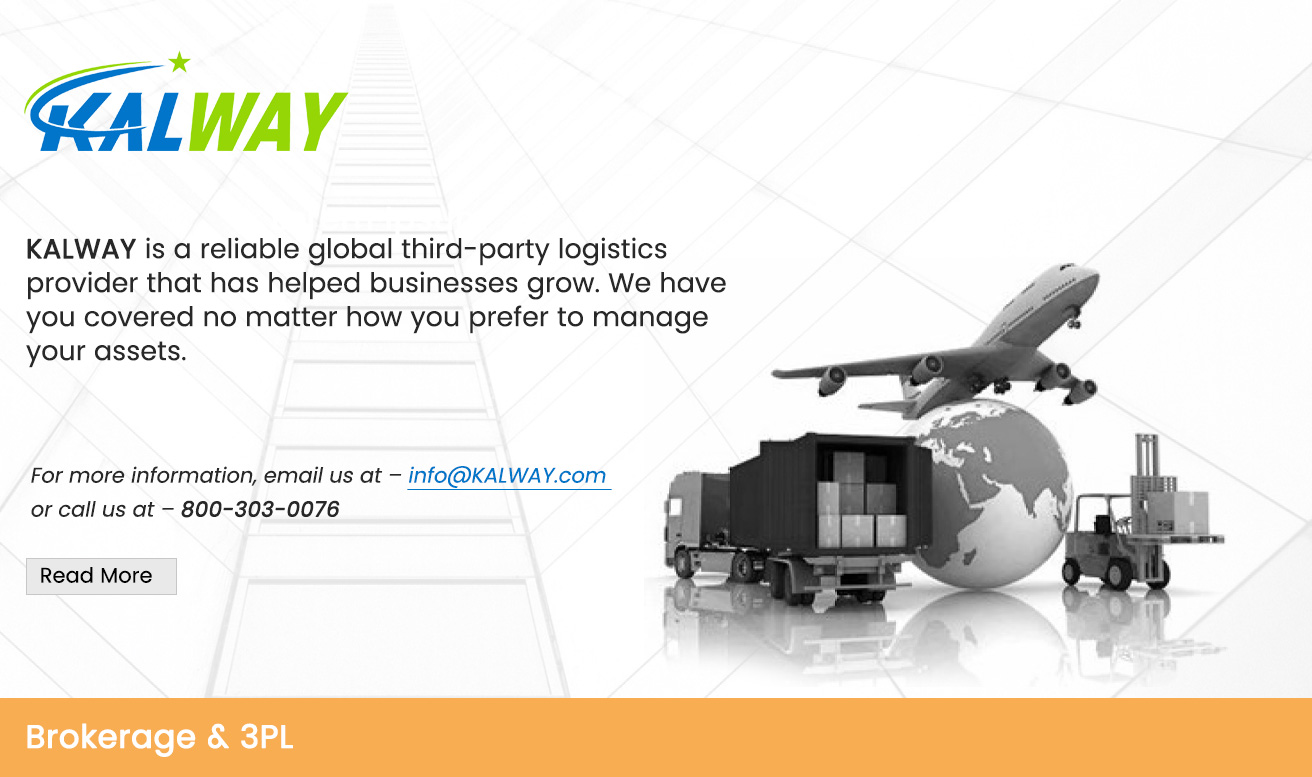 KALWAY
KALWAY is a reliable global third-party logistics
provider that has helped businesses grow. We have
you covered no matter how you prefer to manage
your assets.
For more information, email us at – info@KALWAY.com
or call us at – 800-303-0076
Read More
Brokerage & 3PL